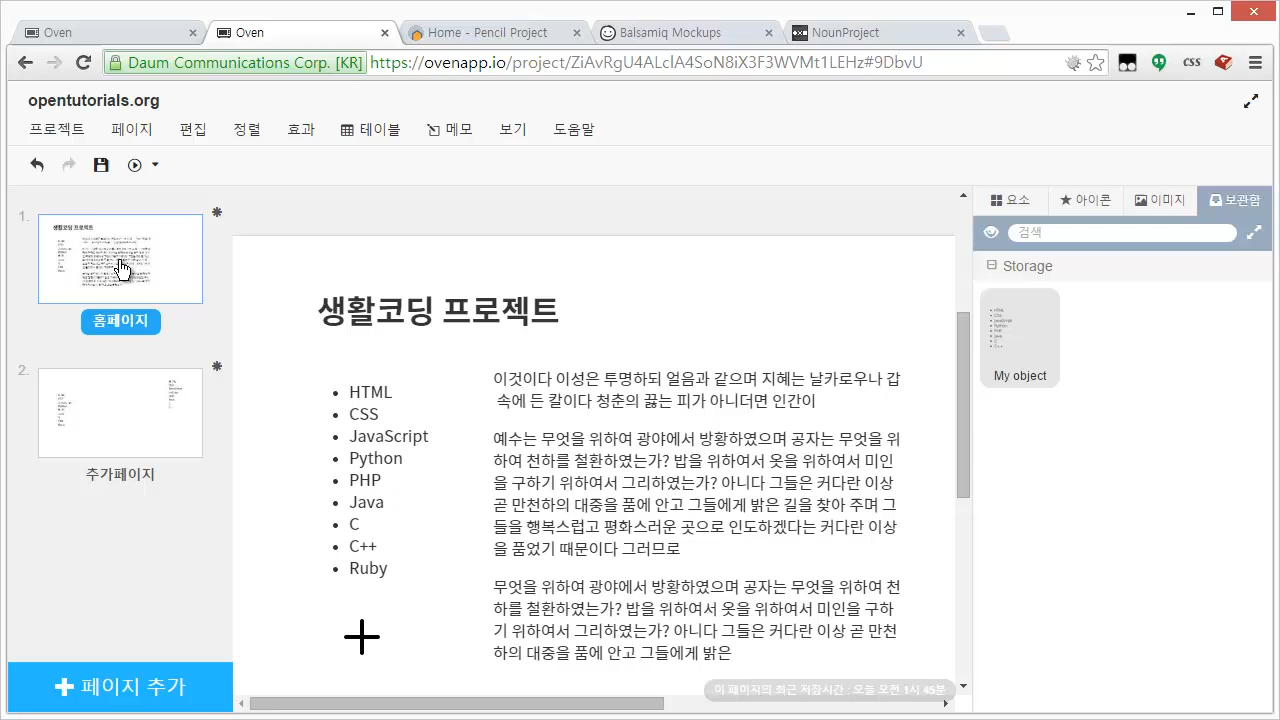 Oven
Oven
Home - Pencil Project
Balsamiq Mockups
NounProject
Daum Communications Corp. [KR] https://ovenapp.io/project/ZiAvRgU4ALcIA4SoN8iX3F3WVMt1LEHz#9DbvU
css
opentutorials.org
프로젝트 페이지 편집 정렬 효과 테이블 메모 보기 도움말
요소 아이콘 이미지 보관함
검색
Storage
My object
1.
홈페이지
2.
추가페이지
페이지 추가
생활코딩 프로젝트
HTML
CSS
JavaScript
Python
PHP
Java
C
C++
Ruby
이것이다 이성은 투명하되 얼음과 같으며 지혜는 날카로우나 갑
속에 든 칼이다 청춘의 끓는 피가 아니더면 인간이
예수는 무엇을 위하여 광야에서 방황하였으며 공자는 무엇을 위
하여 천하를 철환하였는가? 밥을 위하여서 옷을 위하여서 미인
을 구하기 위하여서 그리하였는가? 아니다 그들은 커다란 이상
곧 만천하의 대중을 품에 안고 그들에게 밝은 길을 찾아 주며 그
들을 행복스럽고 평화스러운 곳으로 인도하겠다는 커다란 이상
을 품었기 때문이다 그러므로
무엇을 위하여 광야에서 방황하였으며 공자는 무엇을 위하여 천
하를 철환하였는가? 밥을 위하여서 옷을 위하여서 미인을 구하
기 위하여서 그리하였는가? 아니다 그들은 커다란 이상 곧 만천
하의 대중을 품에 안고 그들에게 밝은
이 페이지의 최근 저장시간 : 오늘 오전 1시 45분